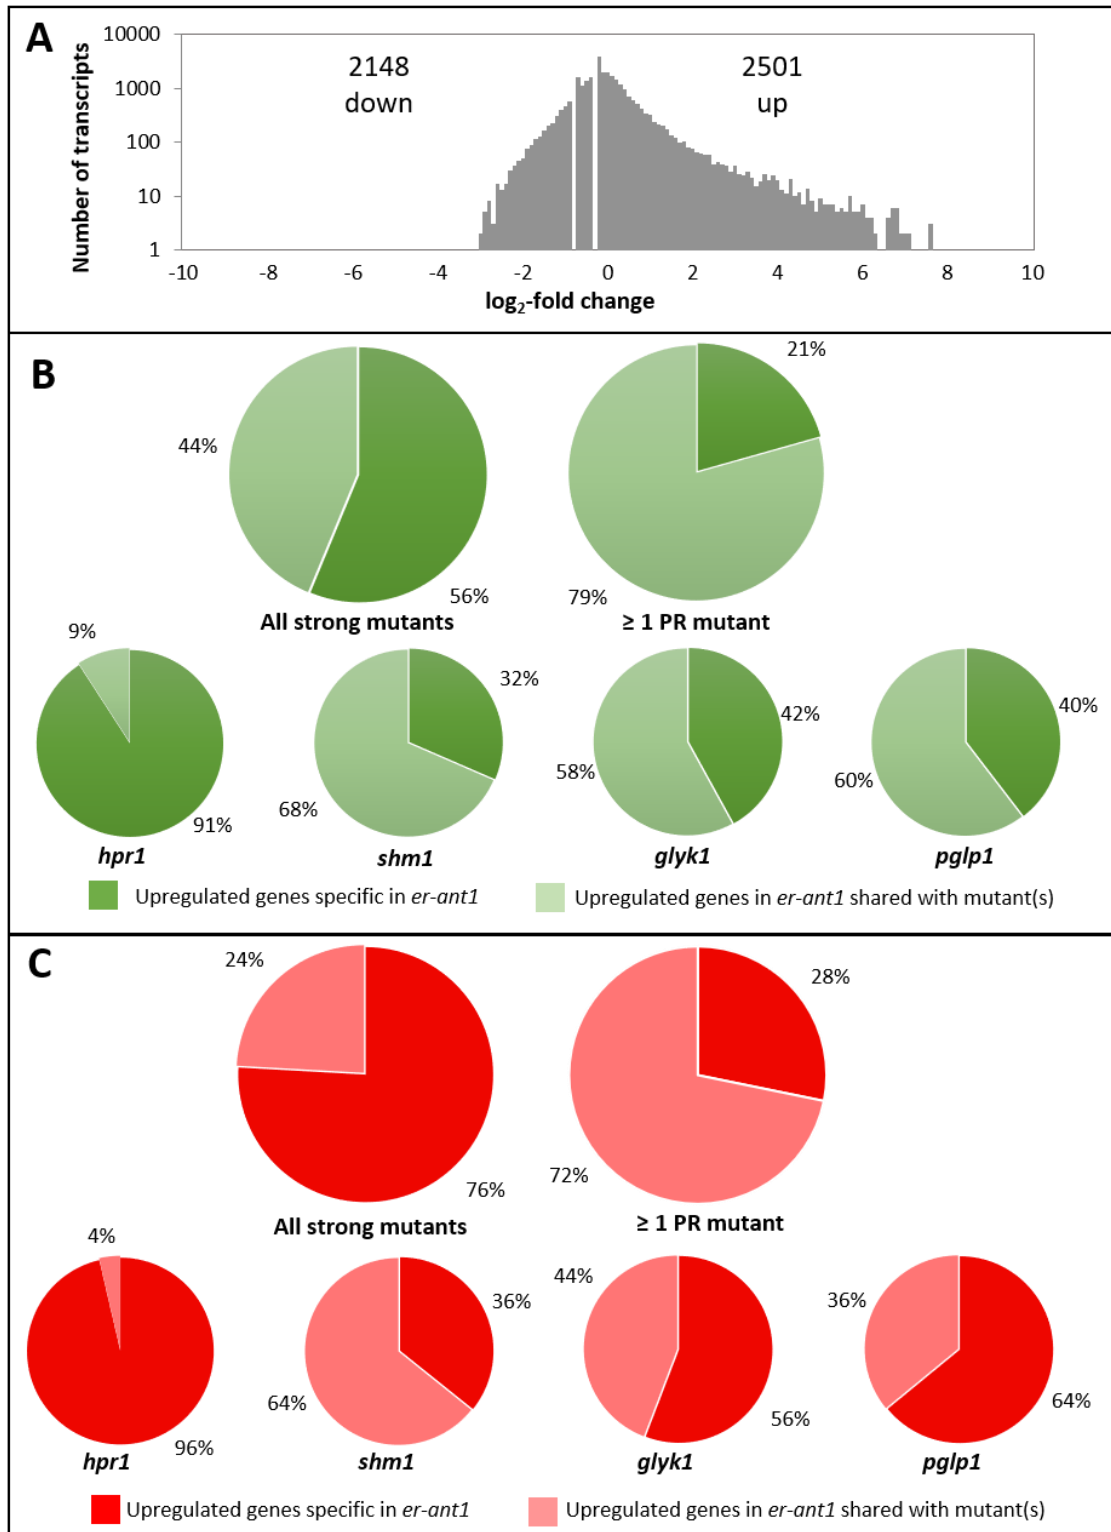 A
Number of transcripts
10000
1000
100
10
1
2148
down
2501
up
-10 -8 -6 -4 -2 0 2 4 6 8 10
log2-fold change
B
44%
56%
All strong mutants
21%
79%
≥ 1 PR mutant
9%
91%
hpr1
32%
68%
shm1
42%
58%
glyk1
40%
60%
pglp1
Upregulated genes specific in er-ant1
Upregulated genes in er-ant1 shared with mutant(s)
C
24%
76%
All strong mutants
28%
72%
≥ 1 PR mutant
4%
96%
hpr1
36%
64%
shm1
44%
56%
glyk1
36%
64%
pglp1
Upregulated genes specific in er-ant1
Upregulated genes in er-ant1 shared with mutant(s)